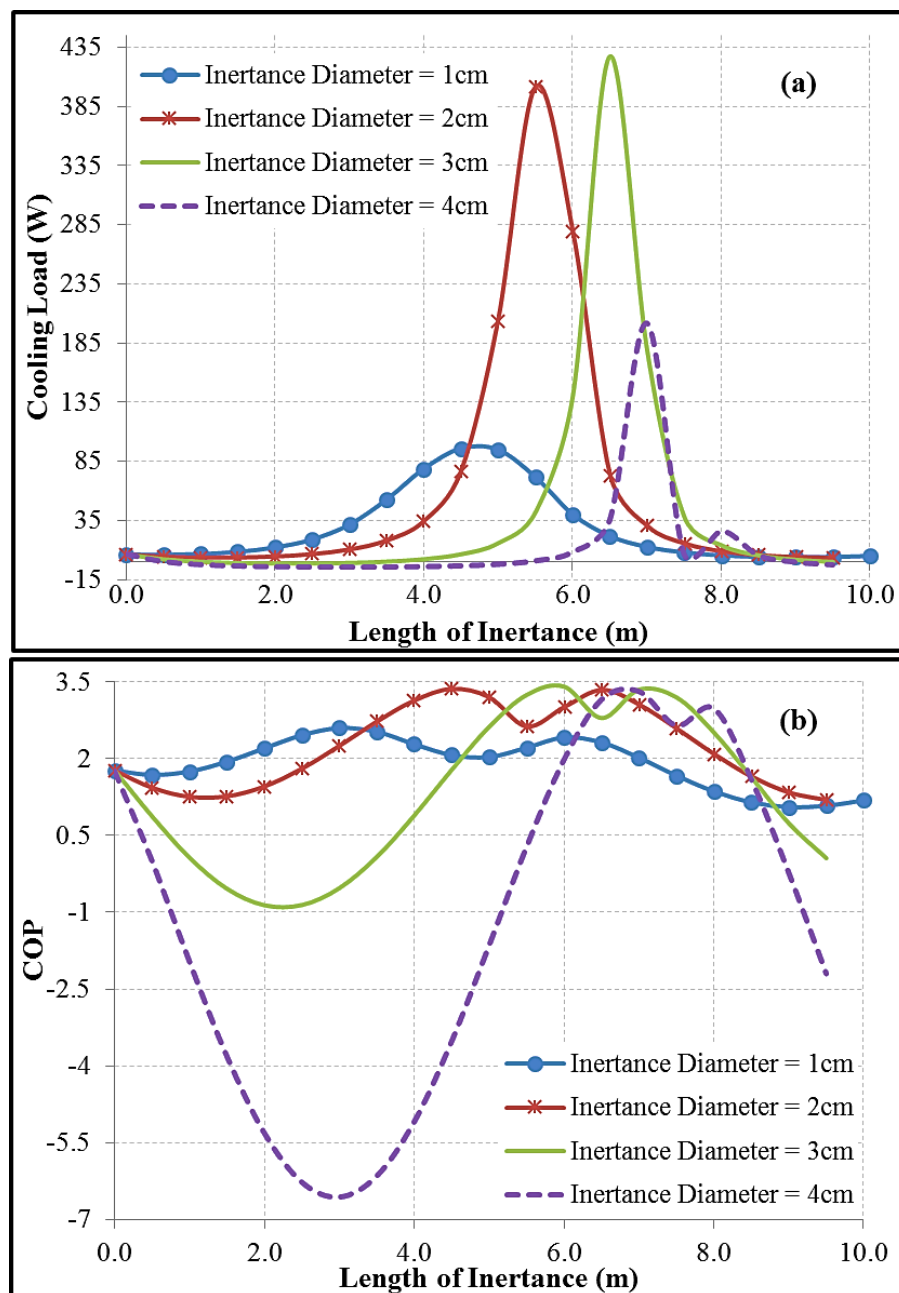 435
385
335
285
235
185
135
85
35
-15
Cooling Load (W)
Inertance Diameter = 1cm
Inertance Diameter = 2cm
Inertance Diameter = 3cm
Inertance Diameter = 4cm
(a)
0.0 2.0 4.0 6.0 8.0 10.0
Length of Inertance (m)
3.5
2
0.5
-1
-2.5
-4
-5.5
-7
COP
(b)
Inertance Diameter = 1cm
Inertance Diameter = 2cm
Inertance Diameter = 3cm
Inertance Diameter = 4cm
0.0 2.0 4.0 6.0 8.0 10.0
Length of Inertance (m)